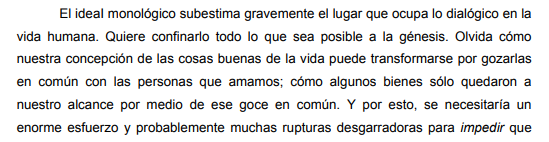 El ideal monológico subestima gravemente el lugar que ocupa lo dialógico en la
vida humana. Quiere confinarlo todo lo que sea posible a la génesis. Olvida cómo
nuestra concepción de las cosas buenas de la vida puede transformarse por gozarlas
en común con las personas que amamos; cómo algunos bienes sólo quedaron a
nuestro alcance por medio de ese goce en común. Y por esto, se necesitaría un
enorme esfuerzo y probablemente muchas rupturas desgarradoras para impedir que